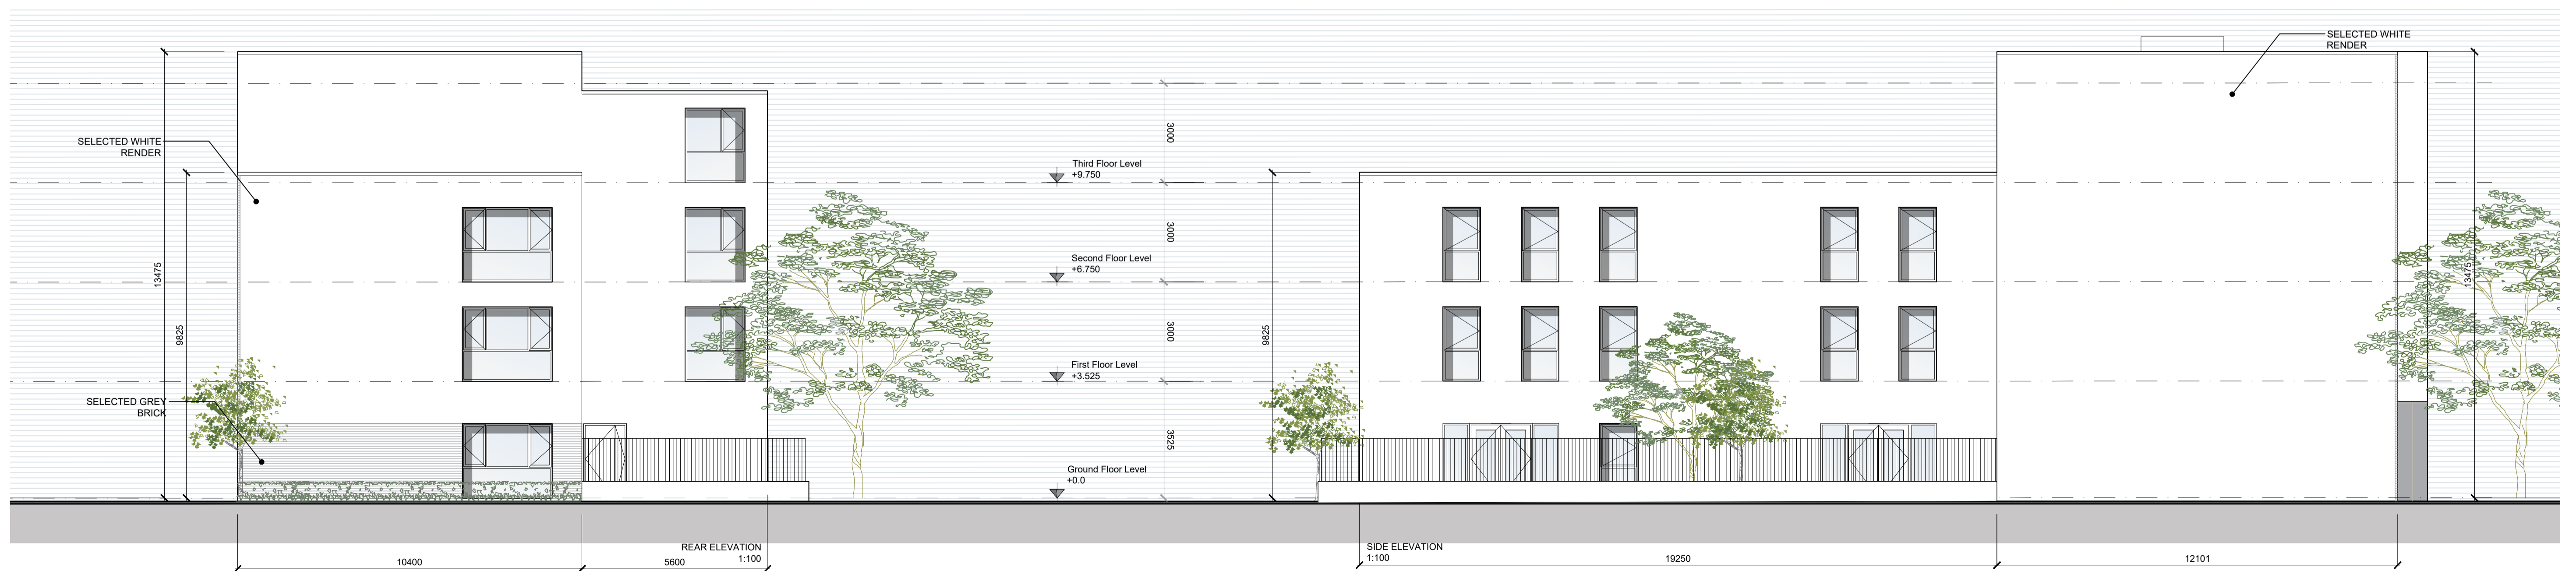 SELECTED WHITE
RENDER
13475
9825
SELECTED GREY
BRICK
10400
5600
REAR ELEVATION
1:100
Third Floor Level
+9.750
Second Floor Level
+6.750
First Floor Level
+3.525
Ground Floor Level
+0.0
3000
3000
3000
3525
9825
SIDE ELEVATION
1:100
19250
12101
SELECTED WHITE
RENDER
13475